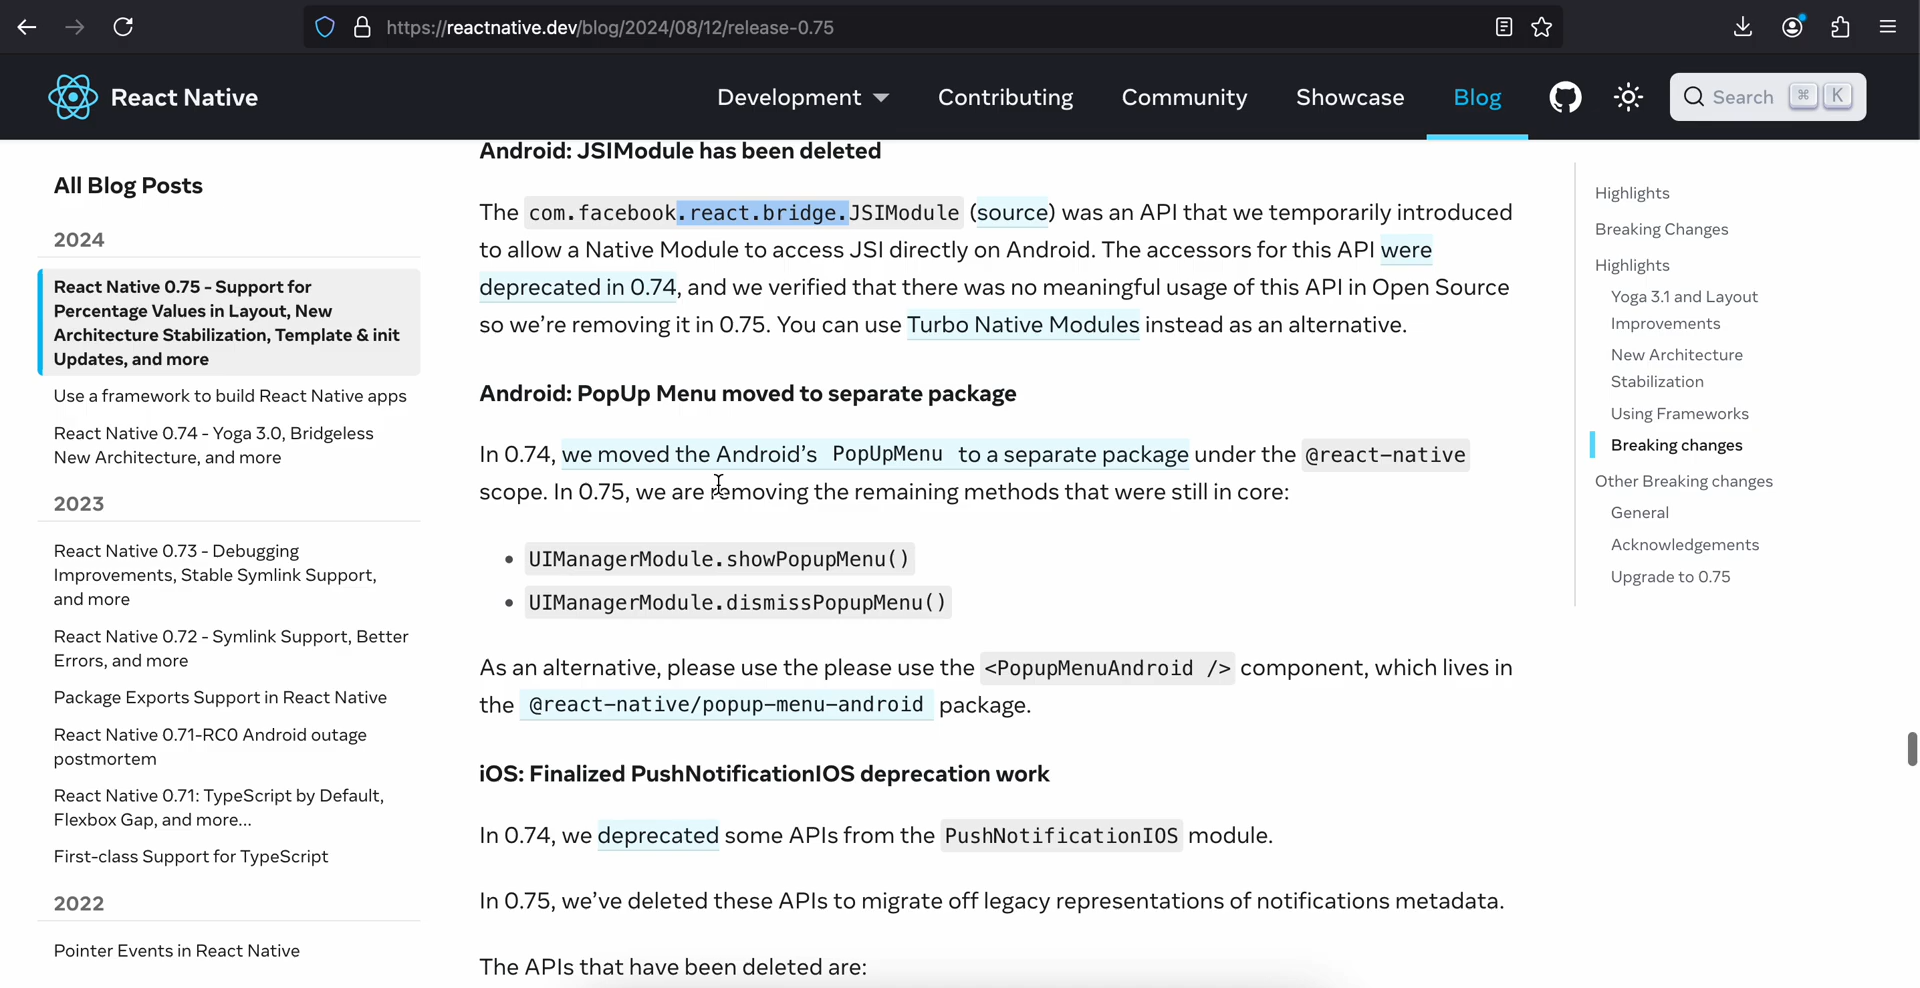 https://reactnative.dev/blog/2024/08/12/release-0.75
React Native
Development
Contributing
Community
Showcase
Blog
Search ⌘ K
All Blog Posts
2024
React Native 0.75 - Support for
Percentage Values in Layout, New
Architecture Stabilization, Template & init
Updates, and more
Use a framework to build React Native apps
React Native 0.74 - Yoga 3.0, Bridgeless
New Architecture, and more
2023
React Native 0.73 - Debugging
Improvements, Stable Symlink Support,
and more
React Native 0.72 - Symlink Support, Better
Errors, and more
Package Exports Support in React Native
React Native 0.71-RC0 Android outage
postmortem
React Native 0.71: TypeScript by Default,
Flexbox Gap, and more...
First-class Support for TypeScript
2022
Pointer Events in React Native
Android: JSIModule has been deleted
The com.facebook.react.bridge.JSIModule (source) was an API that we temporarily introduced
to allow a Native Module to access JSI directly on Android. The accessors for this API were
deprecated in 0.74, and we verified that there was no meaningful usage of this API in Open Source
so we’re removing it in 0.75. You can use Turbo Native Modules instead as an alternative.
Android: PopUp Menu moved to separate package
In 0.74, we moved the Android’s PopUpMenu to a separate package under the @react-native
scope. In 0.75, we are removing the remaining methods that were still in core:
• UIManagerModule.showPopupMenu()
• UIManagerModule.dismissPopupMenu()
As an alternative, please use the please use the <PopupMenuAndroid /> component, which lives in
the @react-native/popup-menu-android package.
iOS: Finalized PushNotificationIOS deprecation work
In 0.74, we deprecated some APIs from the PushNotificationIOS module.
In 0.75, we’ve deleted these APIs to migrate off legacy representations of notifications metadata.
The APIs that have been deleted are:
Highlights
Breaking Changes
Highlights
Yoga 3.1 and Layout
Improvements
New Architecture
Stabilization
Using Frameworks
Breaking changes
Other Breaking changes
General
Acknowledgements
Upgrade to 0.75